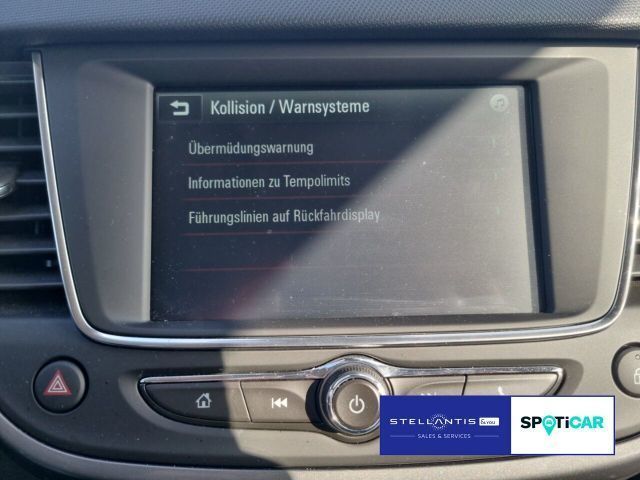 Kollision / Warnsysteme
Übermüdungswarnung
Informationen zu Tempolimits
Führungslinien auf Rückfahrdisplay
STELLANTIS &YOU
SALES & SERVICES
SPOTiCAR